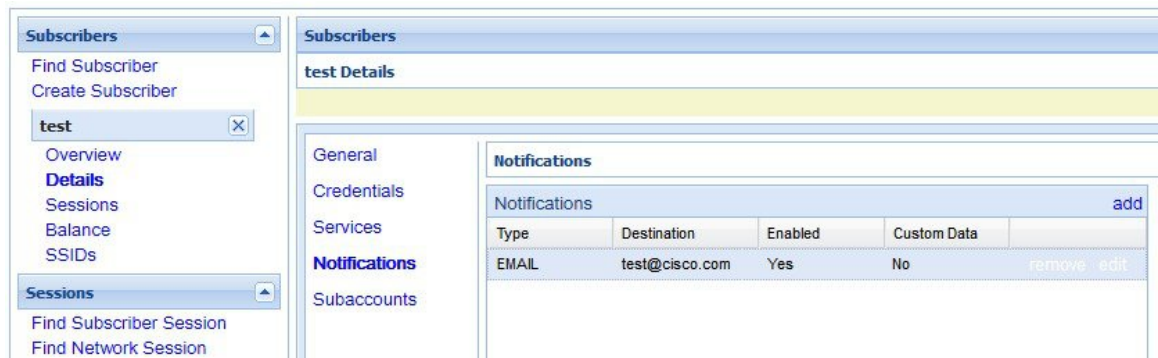 Subscribers
Find Subscriber
Create Subscriber
test
Overview
Details
Sessions
Balance
SSIDs
Sessions
Find Subscriber Session
Find Network Session
Subscribers
test Details
General
Credentials
Services
Notifications
Subaccounts
Notifications
Notifications add
Type Destination Enabled Custom Data
EMAIL test@cisco.com Yes No remove edit